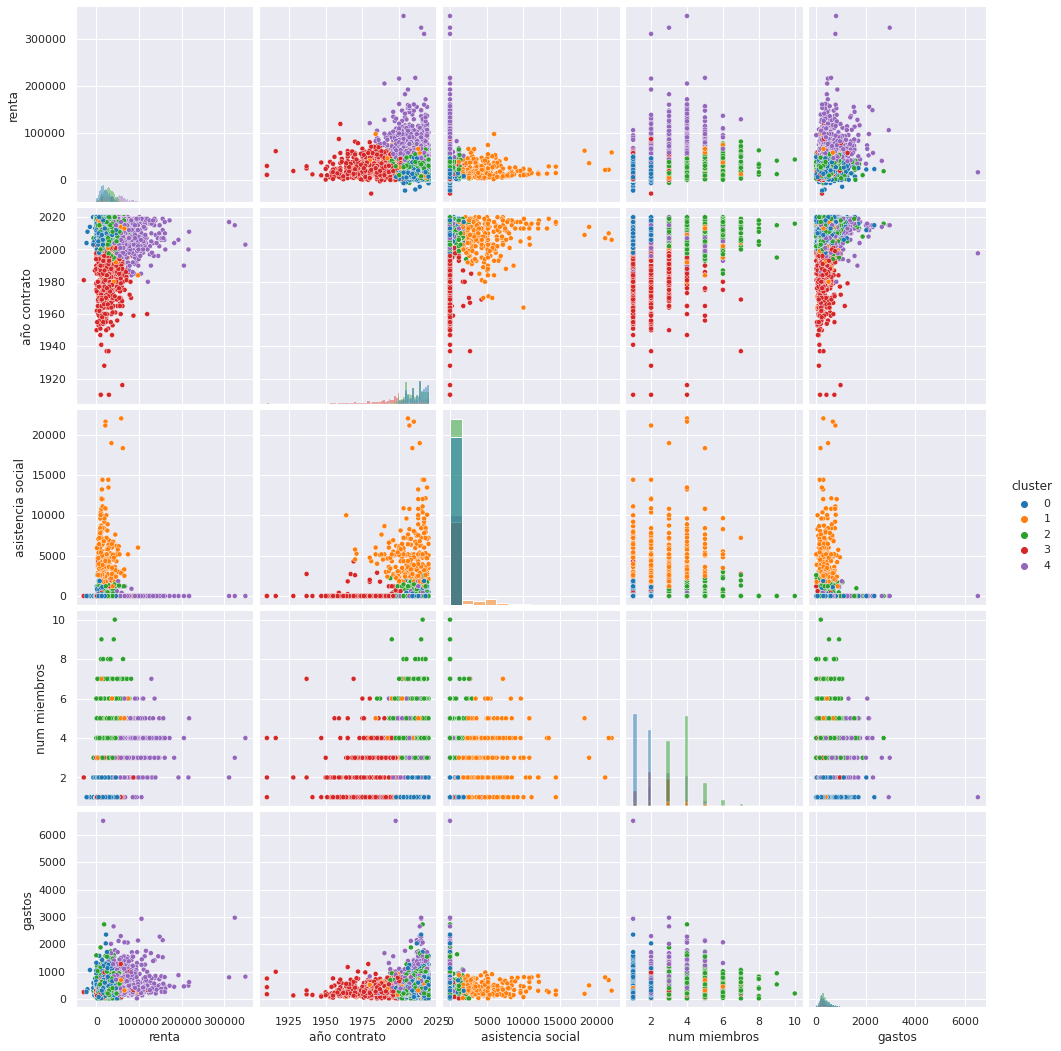 300000
200000
100000
0
renta
2020
2000
1980
1960
1940
1920
año contrato
20000
15000
10000
5000
0
asistencia social
cluster
0
1
2
3
4
10
8
6
4
2
num miembros
6000
5000
4000
3000
2000
1000
0
gastos
0 100000 200000 300000
1925 1950 1975 2000 2025
0 5000 10000 15000 20000
2 4 6 8 10
0 2000 4000 6000
renta año contrato asistencia social num miembros gastos